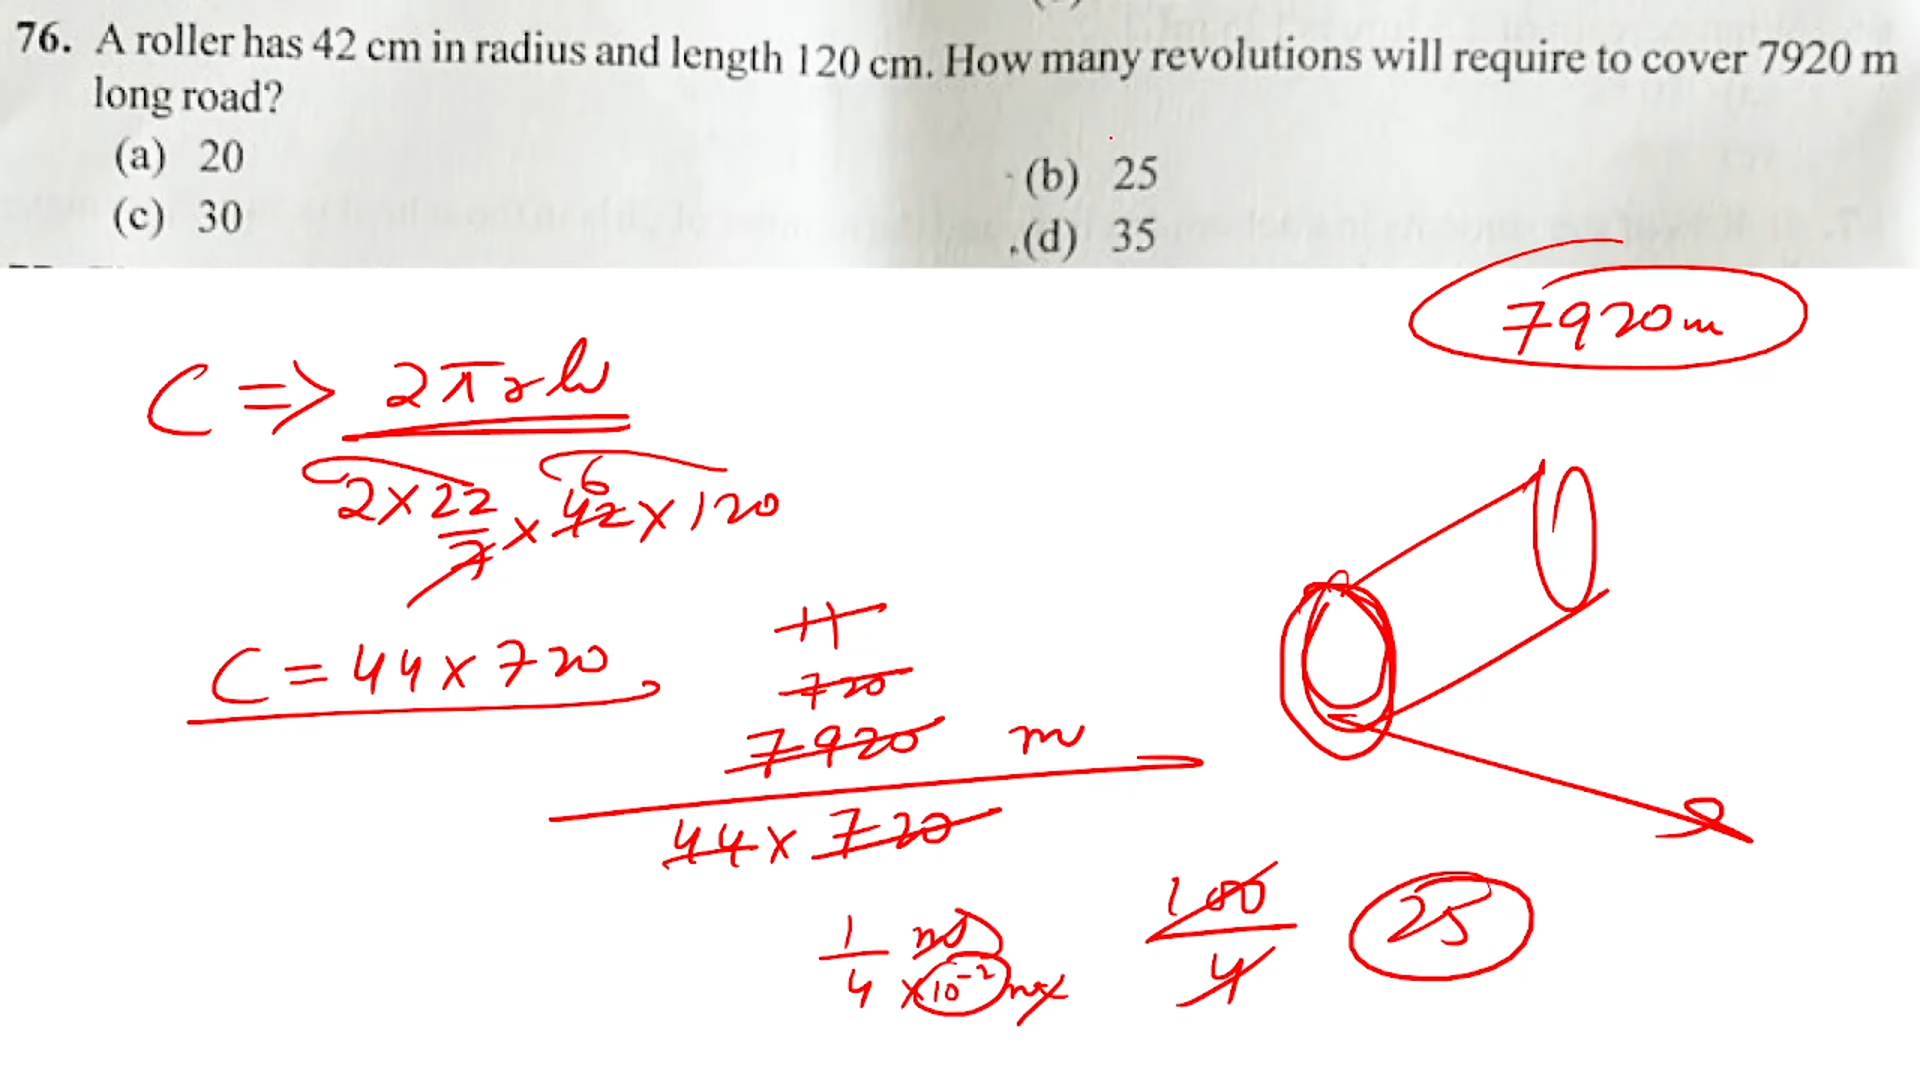 76. A roller has 42 cm in radius and length 120 cm. How many revolutions will require to cover 7920 m
long road?
(a) 20
(b) 25
(c) 30
(d) 35
7920m
C => 2πrh
2 × 22/7 × 42 × 120
6
C = 44 × 720
11
720
7920 m
44 × 720
1/4 m
×10⁻² m
100/4
25